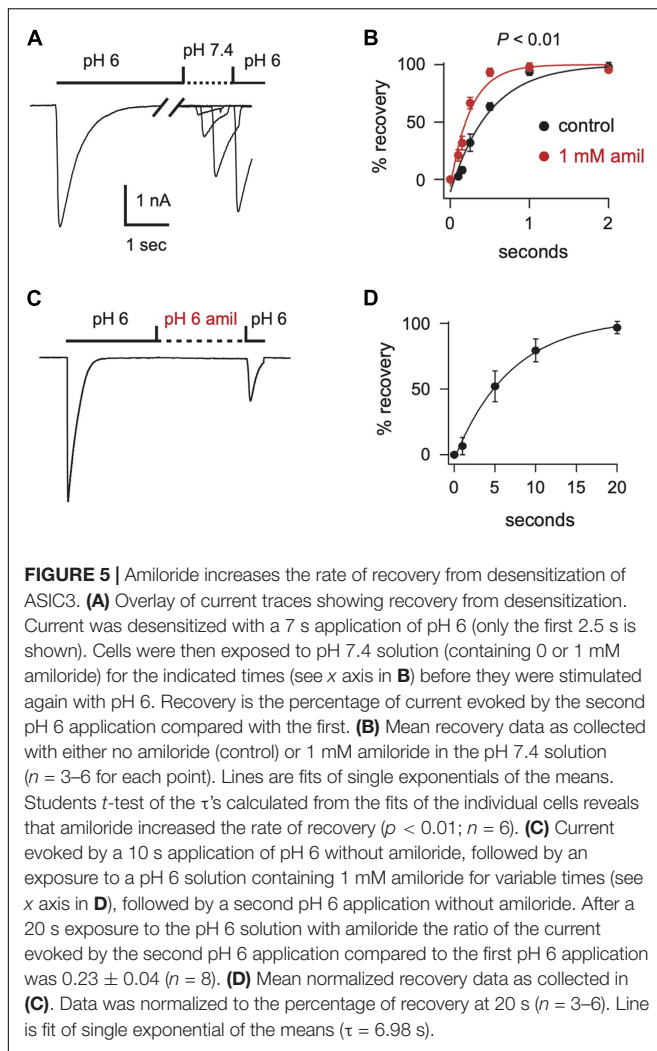 A
pH 6
pH 7.4
pH 6
1 nA
1 sec
B
P < 0.01
% recovery
100
50
0
control
1 mM amil
0
1
2
seconds
C
pH 6
pH 6 amil
pH 6
D
% recovery
100
50
0
0
5
10
15
20
seconds
FIGURE 5 | Amiloride increases the rate of recovery from desensitization of
ASIC3. (A) Overlay of current traces showing recovery from desensitization.
Current was desensitized with a 7 s application of pH 6 (only the first 2.5 s is
shown). Cells were then exposed to pH 7.4 solution (containing 0 or 1 mM
amiloride) for the indicated times (see x axis in B) before they were stimulated
again with pH 6. Recovery is the percentage of current evoked by the second
pH 6 application compared with the first. (B) Mean recovery data as collected
with either no amiloride (control) or 1 mM amiloride in the pH 7.4 solution
(n = 3–6 for each point). Lines are fits of single exponentials of the means.
Students t-test of the τ's calculated from the fits of the individual cells reveals
that amiloride increased the rate of recovery (p < 0.01; n = 6). (C) Current
evoked by a 10 s application of pH 6 without amiloride, followed by an
exposure to a pH 6 solution containing 1 mM amiloride for variable times (see
x axis in D), followed by a second pH 6 application without amiloride. After a
20 s exposure to the pH 6 solution with amiloride the ratio of the current
evoked by the second pH 6 application compared to the first pH 6 application
was 0.23 ± 0.04 (n = 8). (D) Mean normalized recovery data as collected in
(C). Data was normalized to the percentage of recovery at 20 s (n = 3–6). Line
is fit of single exponential of the means (τ = 6.98 s).